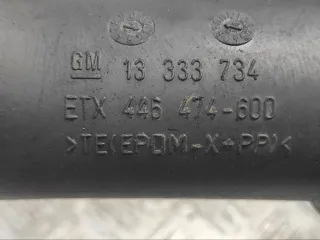 GM 13 333 734
ETX 446 474-600
>TE(EPDM-X+PP)<